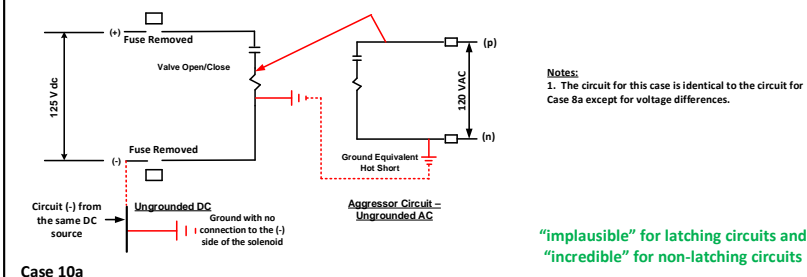 (+)
Fuse Removed
Valve Open/Close
125 V dc
Fuse Removed
(-)
Circuit (-) from
the same DC
source
Ungrounded DC
Ground with no
connection to the (-)
side of the solenoid
Case 10a
(p)
120 VAC
(n)
Ground Equivalent
Hot Short
Aggressor Circuit –
Ungrounded AC
Notes:
1. The circuit for this case is identical to the circuit for
Case 8a except for voltage differences.
“implausible” for latching circuits and
“incredible” for non-latching circuits